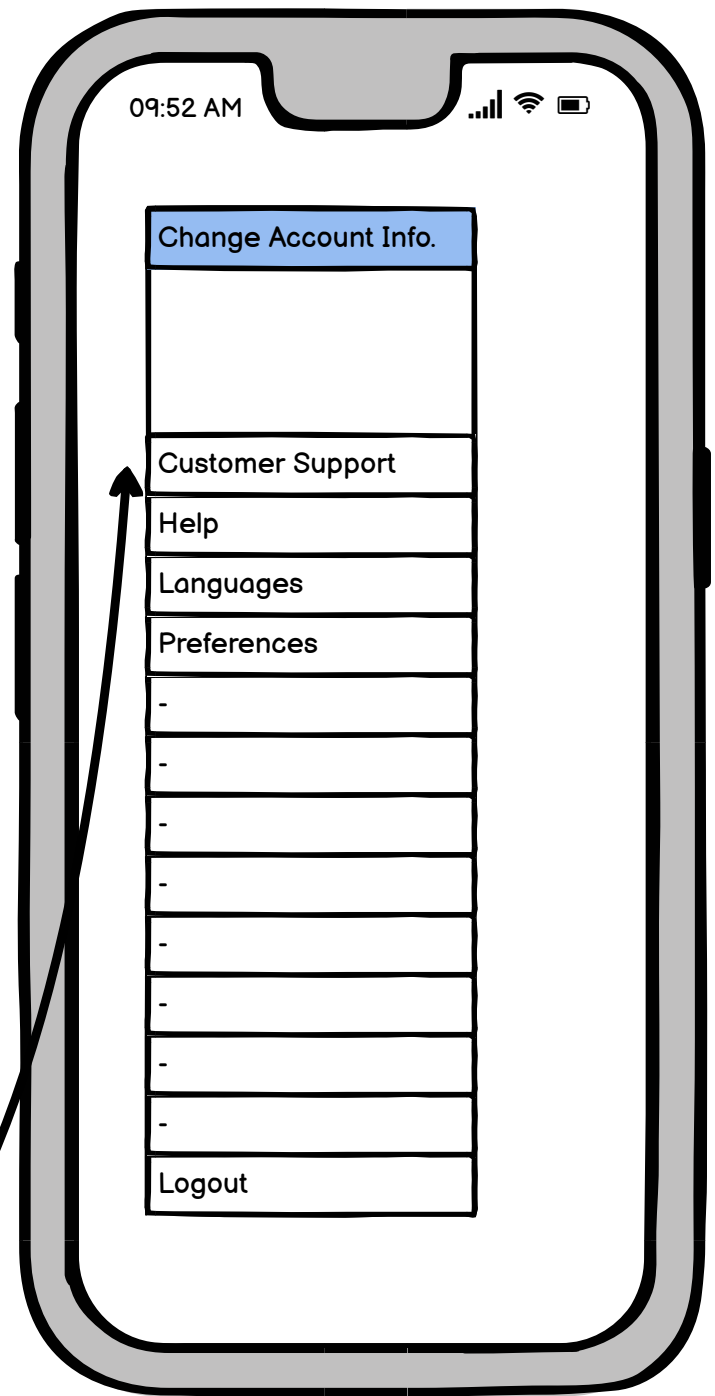 09:52 AM
Change Account Info.
Customer Support
Help
Languages
Preferences
-
-
-
-
-
-
-
-
Logout